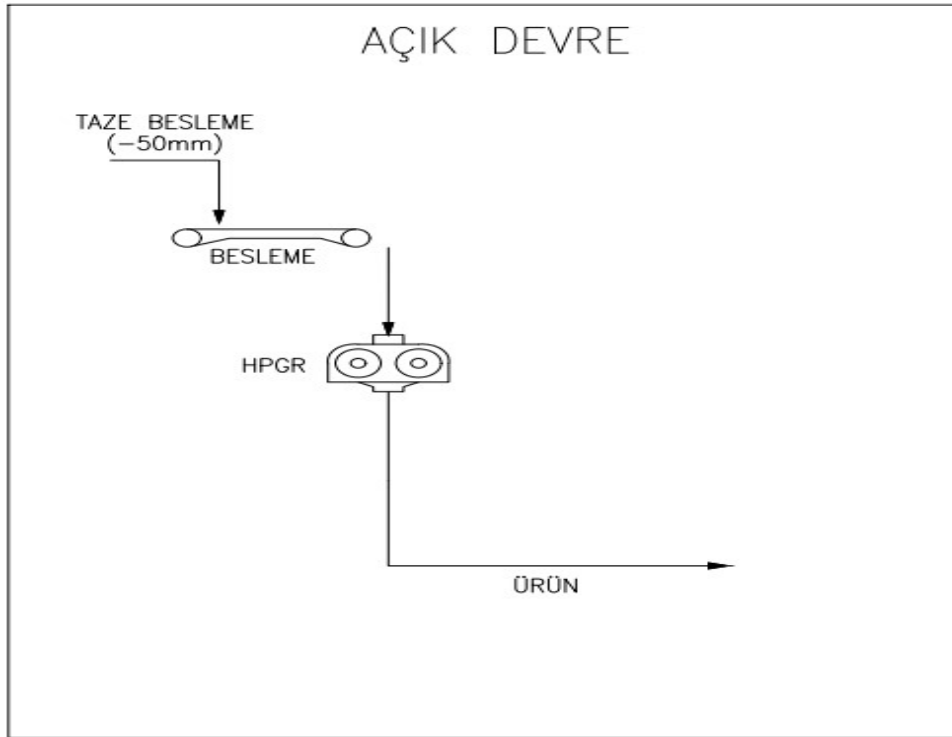 AÇIK DEVRE
TAZE BESLEME
(-50mm)
BESLEME
HPGR
ÜRÜN